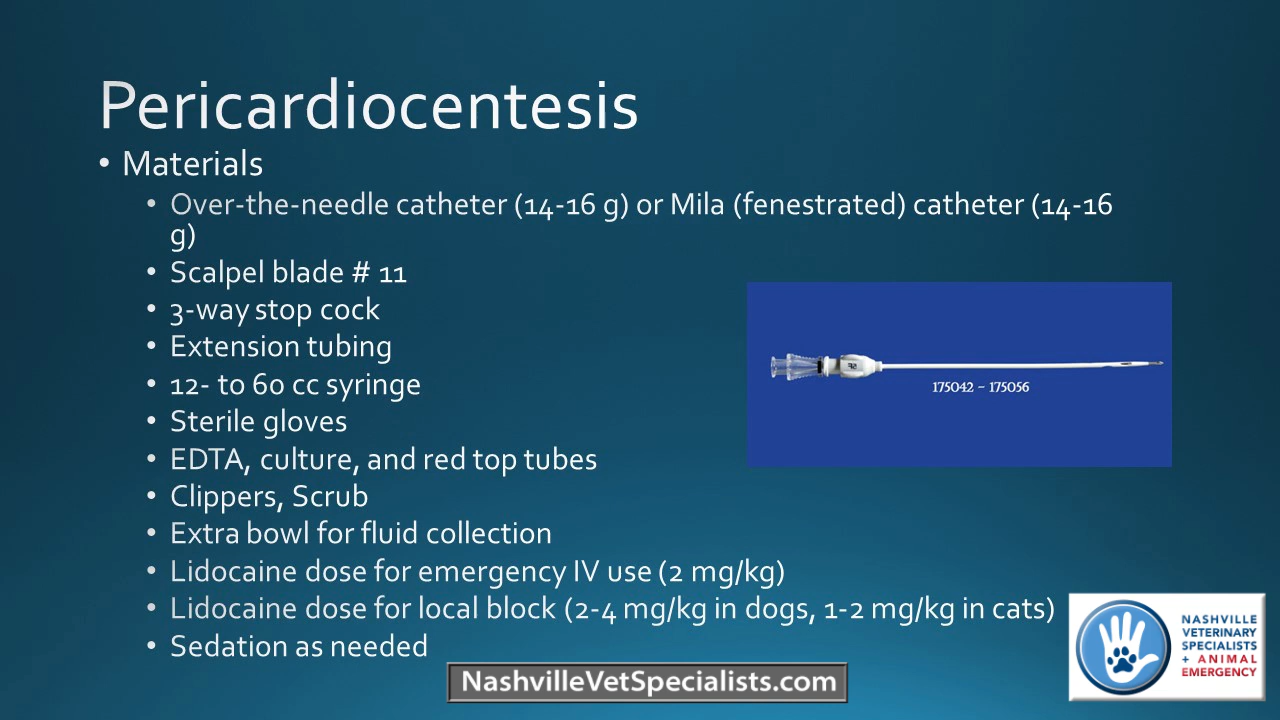 Pericardiocentesis
• Materials
• Over-the-needle catheter (14-16 g) or Mila (fenestrated) catheter (14-16
g)
• Scalpel blade # 11
• 3-way stop cock
• Extension tubing
• 12- to 60 cc syringe
• Sterile gloves
• EDTA, culture, and red top tubes
• Clippers, Scrub
• Extra bowl for fluid collection
• Lidocaine dose for emergency IV use (2 mg/kg)
• Lidocaine dose for local block (2-4 mg/kg in dogs, 1-2 mg/kg in cats)
• Sedation as needed
175042 - 175056
NASHVILLE
VETERINARY
SPECIALISTS
+ ANIMAL
EMERGENCY
NashvilleVetSpecialists.com